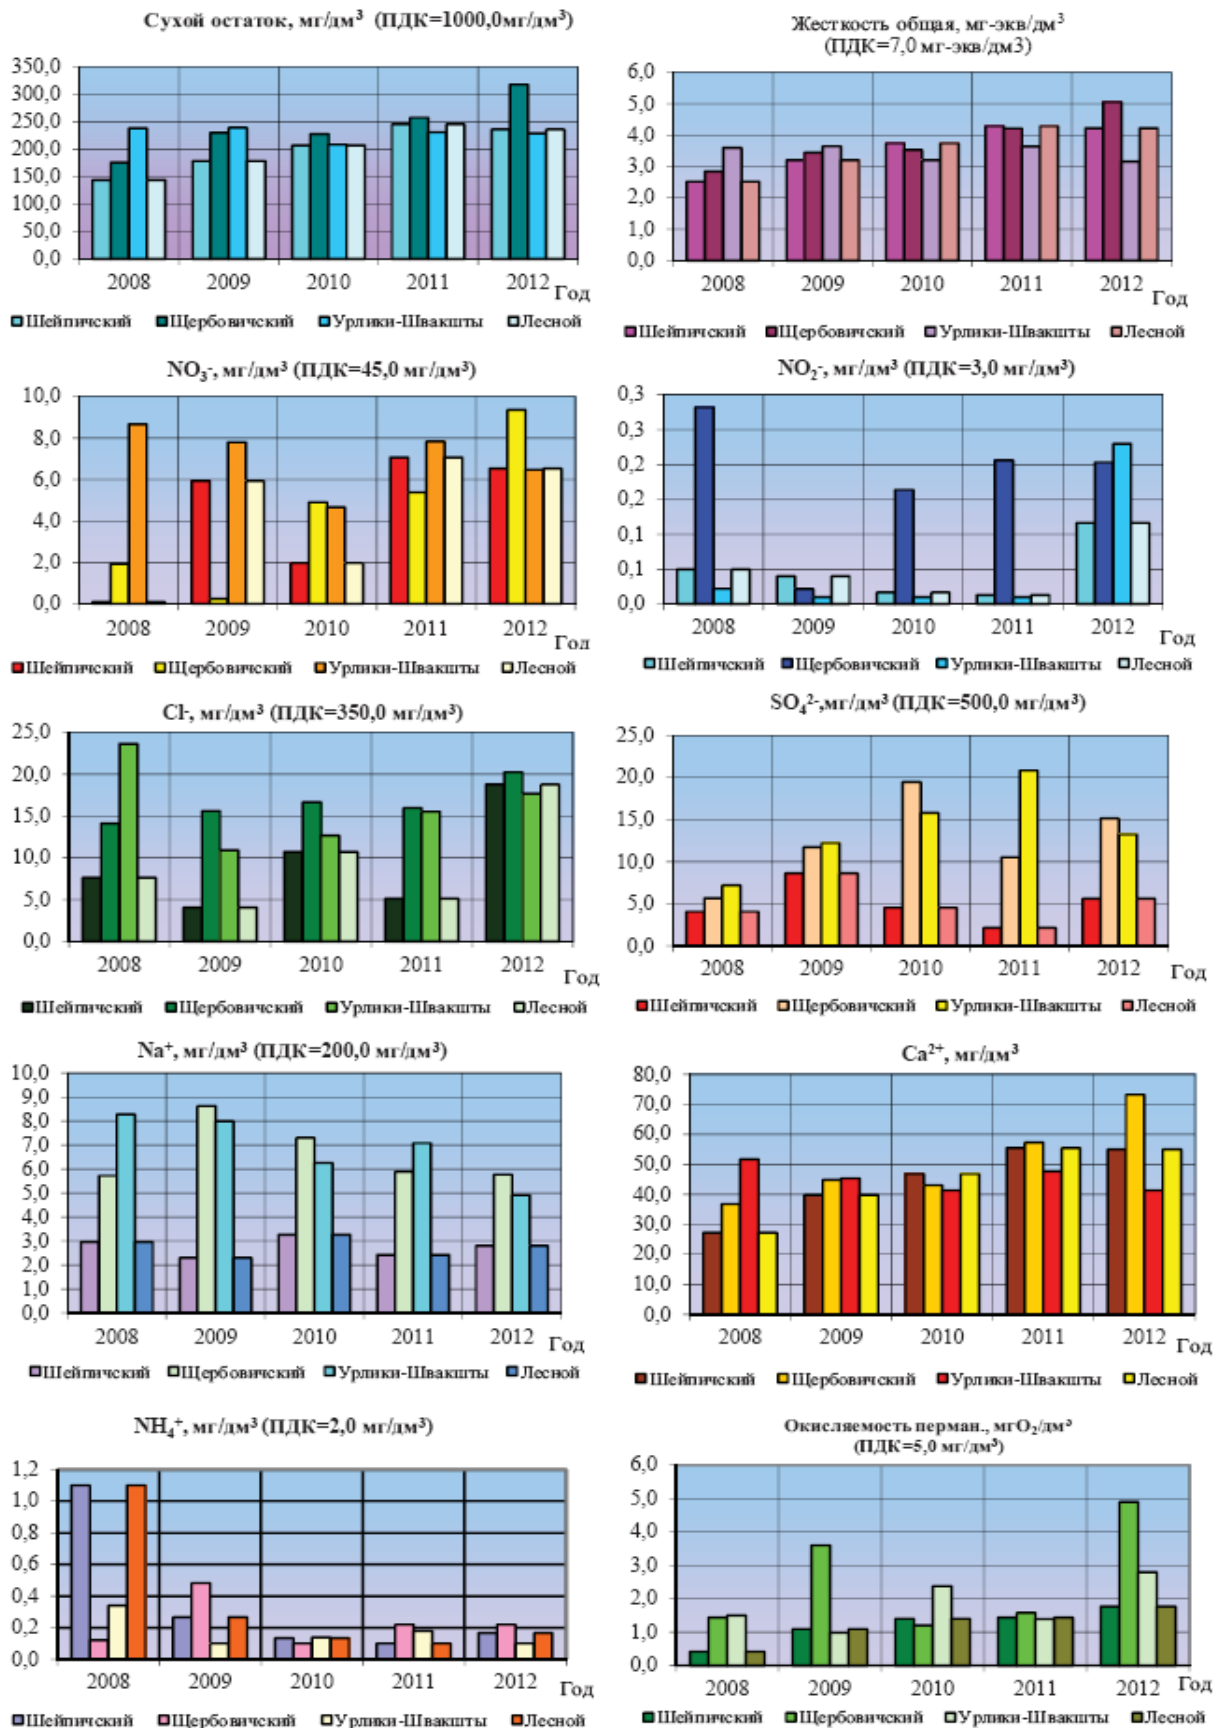 Сухой остаток, мг/дм³ (ПДК=1000,0мг/дм³)
350,0
300,0
250,0
200,0
150,0
100,0
50,0
0,0
2008 2009 2010 2011 2012
Год
Шейпичский Щербовичский Урлики-Швакшты Лесной
Жесткость общая, мг-экв/дм³
(ПДК=7,0 мг-экв/дм3)
6,0
5,0
4,0
3,0
2,0
1,0
0,0
2008 2009 2010 2011 2012
Год
Шейпичский Щербовичский Урлики-Швакшты Лесной
NO₃⁻, мг/дм³ (ПДК=45,0 мг/дм³)
10,0
8,0
6,0
4,0
2,0
0,0
2008 2009 2010 2011 2012
Год
Шейпичский Щербовичский Урлики-Швакшты Лесной
NO₂⁻, мг/дм³ (ПДК=3,0 мг/дм³)
0,3
0,3
0,2
0,2
0,1
0,1
0,0
2008 2009 2010 2011 2012
Год
Шейпичский Щербовичский Урлики-Швакшты Лесной
Cl⁻, мг/дм³ (ПДК=350,0 мг/дм³)
25,0
20,0
15,0
10,0
5,0
0,0
2008 2009 2010 2011 2012
Год
Шейпичский Щербовичский Урлики-Швакшты Лесной
SO₄²⁻,мг/дм³ (ПДК=500,0 мг/дм³)
25,0
20,0
15,0
10,0
5,0
0,0
2008 2009 2010 2011 2012
Год
Шейпичский Щербовичский Урлики-Швакшты Лесной
Na⁺, мг/дм³ (ПДК=200,0 мг/дм³)
10,0
9,0
8,0
7,0
6,0
5,0
4,0
3,0
2,0
1,0
0,0
2008 2009 2010 2011 2012
Год
Шейпичский Щербовичский Урлики-Швакшты Лесной
Ca²⁺, мг/дм³
80,0
70,0
60,0
50,0
40,0
30,0
20,0
10,0
0,0
2008 2009 2010 2011 2012
Год
Шейпичский Щербовичский Урлики-Швакшты Лесной
NH₄⁺, мг/дм³ (ПДК=2,0 мг/дм³)
1,2
1,0
0,8
0,6
0,4
0,2
0,0
2008 2009 2010 2011 2012
Год
Шейпичский Щербовичский Урлики-Швакшты Лесной
Окисляемость перман., мгO₂/дм³
(ПДК=5,0 мг/дм³)
6,0
5,0
4,0
3,0
2,0
1,0
0,0
2008 2009 2010 2011 2012
Год
Шейпичский Щербовичский Урлики-Швакшты Лесной